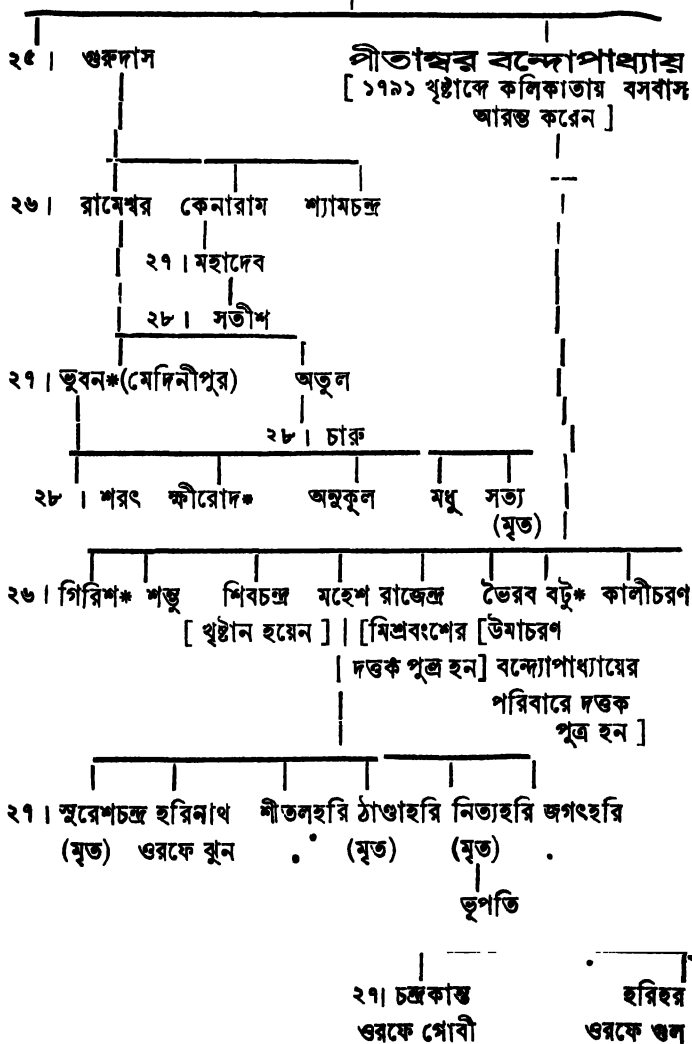 ২৫। গুরুদাস পীতাম্বর বন্দোপাধ্যায়
[ ১৭৯১ খৃষ্টাব্দে কলিকাতায় বসবাস
আরম্ভ করেন ]
২৬। রামেশ্বর কেনারাম শ্যামচন্দ্র
২৭। মহাদেব
২৮। সতীশ
২৭। ভুবন*(মেদিনীপুর) অতুল
২৮। চারু
২৮। শরৎ ক্ষীরোদ* অনুকূল মধু সত্য
(মৃত)
২৬। গিরিশ* শম্ভু শিবচন্দ্র মহেশ রাজেন্দ্র ভৈরব বটু* কালীচরণ
[ খৃষ্টান হয়েন ] [মিশ্রবংশের [উমাচরণ
দত্তক পুত্র হন] বন্দ্যোপাধ্যায়ের
পরিবারে দত্তক
পুত্র হন ]
২৭। সুরেশচন্দ্র হরিনাথ শীতলহরি ঠাণ্ডাহরি নিত্যহরি জগৎহরি
(মৃত) ওরফে ঝুন (মৃত) (মৃত)
ভূপতি
২৭। চন্দ্রকান্ত হরিহর
ওরফে গোবী ওরফে গুল